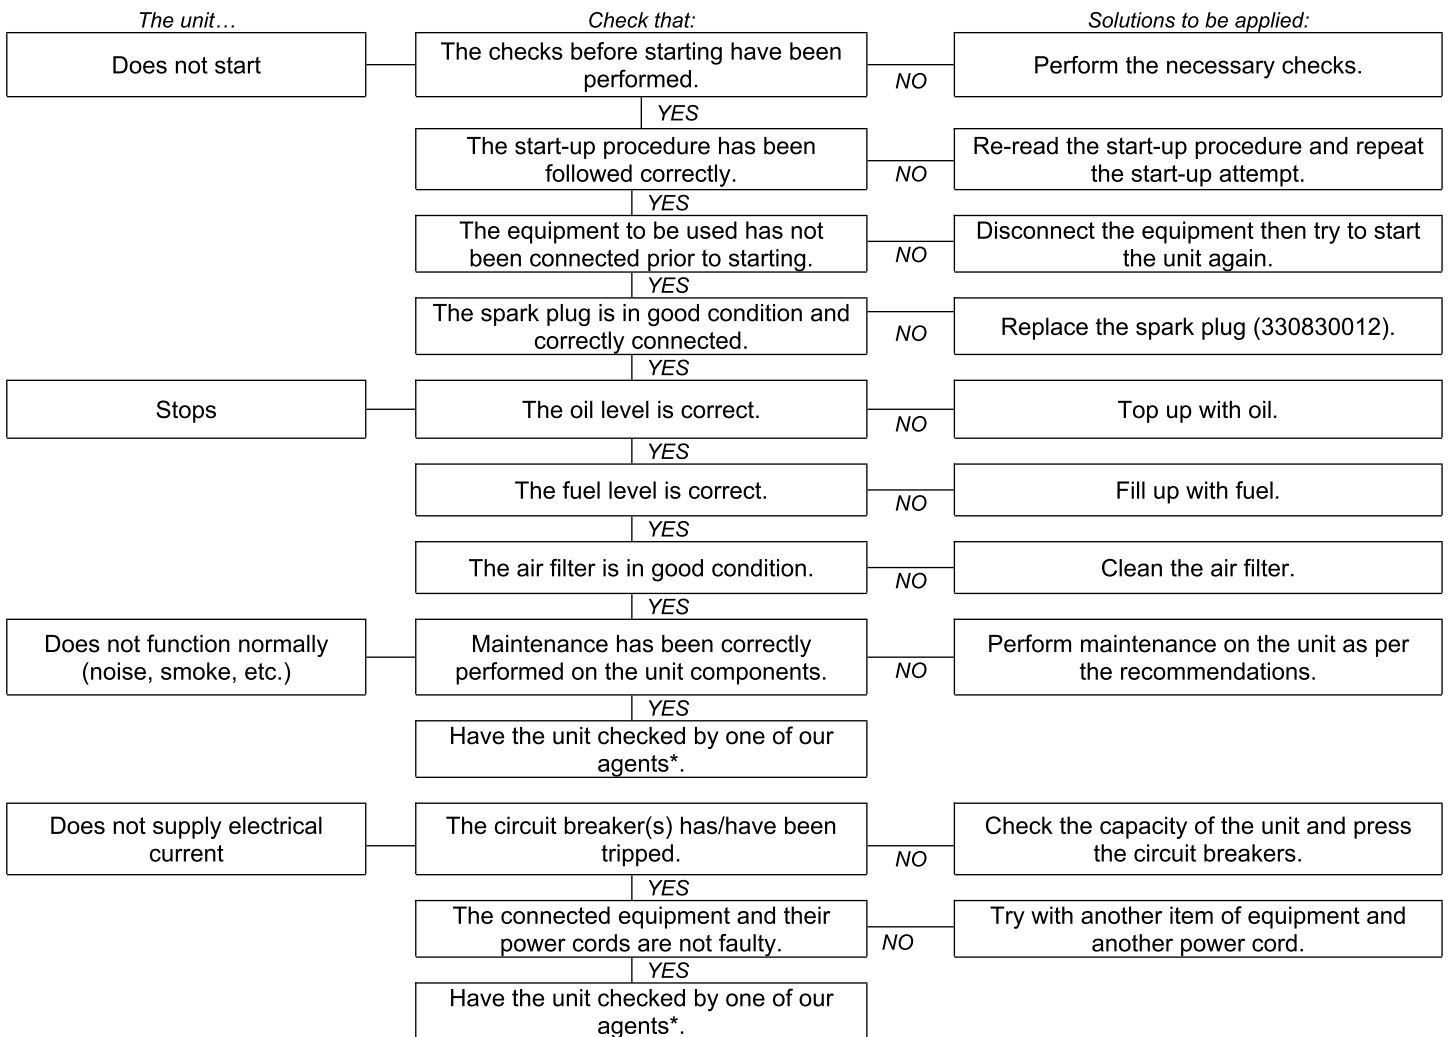 The unit…
Check that:
Solutions to be applied:
Does not start
The checks before starting have been
performed.
NO
Perform the necessary checks.
YES
The start-up procedure has been
followed correctly.
NO
Re-read the start-up procedure and repeat
the start-up attempt.
YES
The equipment to be used has not
been connected prior to starting.
NO
Disconnect the equipment then try to start
the unit again.
YES
The spark plug is in good condition and
correctly connected.
NO
Replace the spark plug (330830012).
YES
Stops
The oil level is correct.
NO
Top up with oil.
YES
The fuel level is correct.
NO
Fill up with fuel.
YES
The air filter is in good condition.
NO
Clean the air filter.
YES
Does not function normally
(noise, smoke, etc.)
Maintenance has been correctly
performed on the unit components.
NO
Perform maintenance on the unit as per
the recommendations.
YES
Have the unit checked by one of our
agents*.
Does not supply electrical
current
The circuit breaker(s) has/have been
tripped.
NO
Check the capacity of the unit and press
the circuit breakers.
YES
The connected equipment and their
power cords are not faulty.
NO
Try with another item of equipment and
another power cord.
YES
Have the unit checked by one of our
agents*.